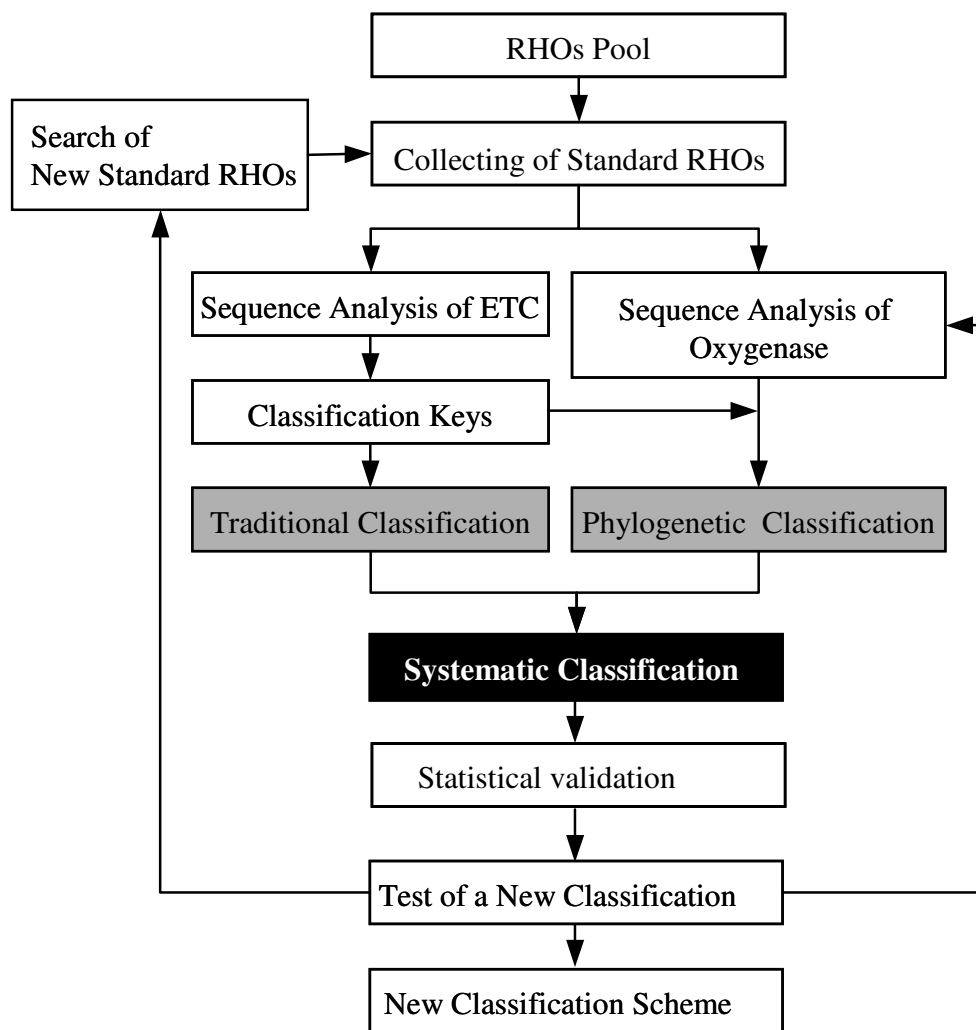 RHOs Pool
Search of
New Standard RHOs
Collecting of Standard RHOs
Sequence Analysis of ETC
Sequence Analysis of
Oxygenase
Classification Keys
Traditional Classification
Phylogenetic Classification
Systematic Classification
Statistical validation
Test of a New Classification
New Classification Scheme